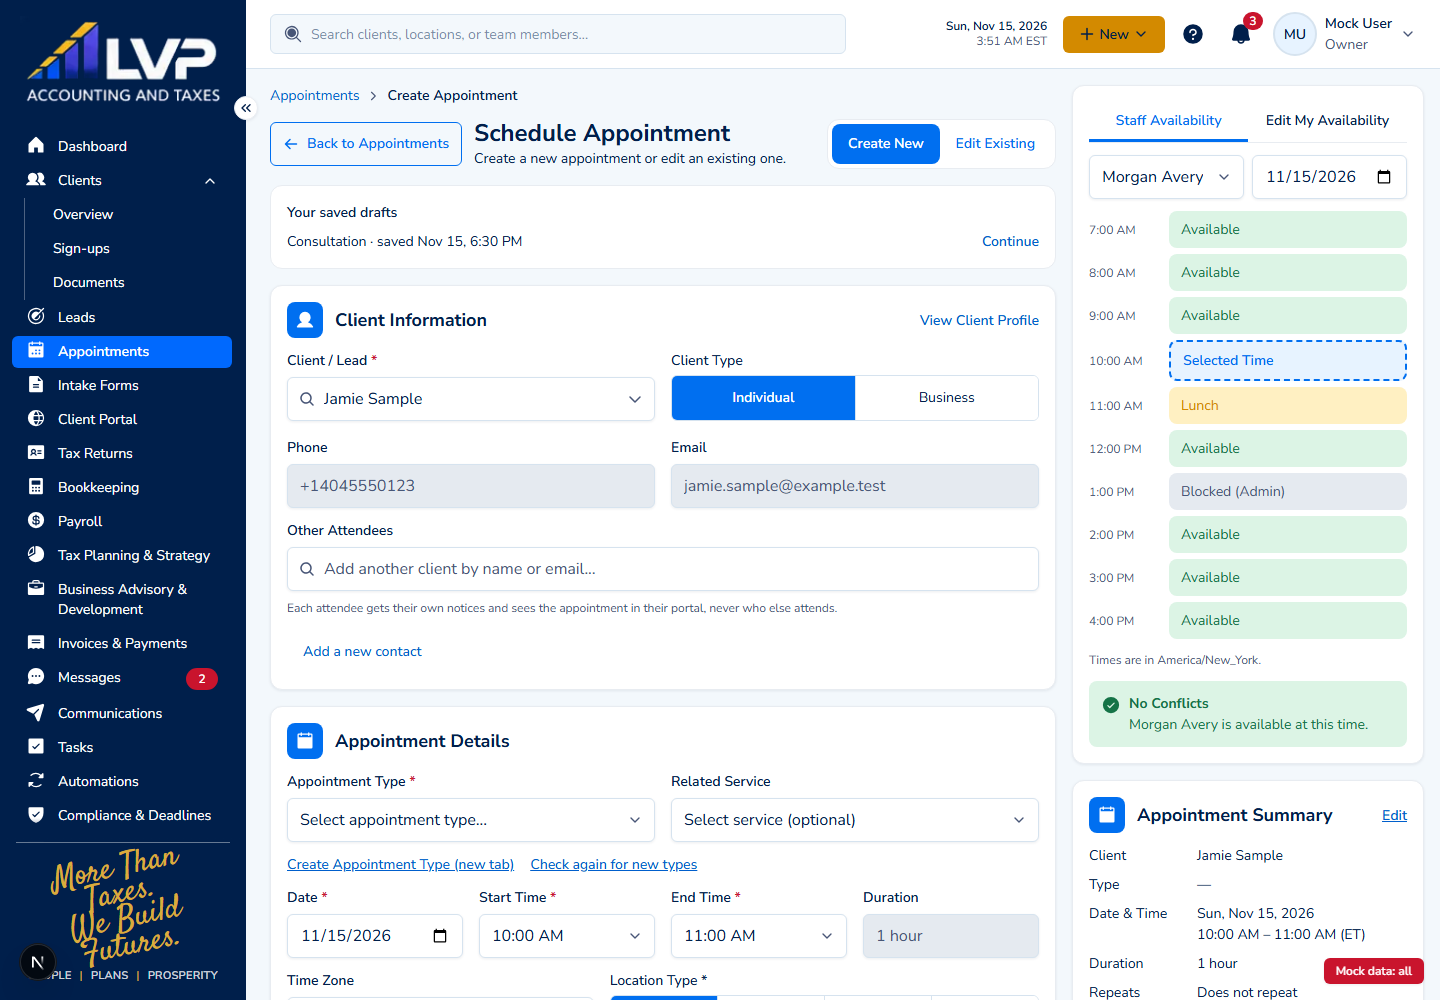 LVP
ACCOUNTING AND TAXES
Dashboard
Clients
Overview
Sign-ups
Documents
Leads
Appointments
Intake Forms
Client Portal
Tax Returns
Bookkeeping
Payroll
Tax Planning & Strategy
Business Advisory &
Development
Invoices & Payments
Messages 2
Communications
Tasks
Automations
Compliance & Deadlines
More Than
Taxes.
We Build
Futures.
N
PLE | PLANS | PROSPERITY
Search clients, locations, or team members...
Sun, Nov 15, 2026
3:51 AM EST
New
3
MU
Mock User
Owner
Appointments > Create Appointment
Back to Appointments
Schedule Appointment
Create a new appointment or edit an existing one.
Create New
Edit Existing
Your saved drafts
Consultation · saved Nov 15, 6:30 PM
Continue
Client Information
View Client Profile
Client / Lead *
Client Type
Jamie Sample
Individual
Business
Phone
Email
+14045550123
jamie.sample@example.test
Other Attendees
Add another client by name or email...
Each attendee gets their own notices and sees the appointment in their portal, never who else attends.
Add a new contact
Appointment Details
Appointment Type *
Related Service
Select appointment type...
Select service (optional)
Create Appointment Type (new tab)
Check again for new types
Date *
Start Time *
End Time *
Duration
11/15/2026
10:00 AM
11:00 AM
1 hour
Time Zone
Location Type *
Staff Availability
Edit My Availability
Morgan Avery
11/15/2026
7:00 AM Available
8:00 AM Available
9:00 AM Available
10:00 AM Selected Time
11:00 AM Lunch
12:00 PM Available
1:00 PM Blocked (Admin)
2:00 PM Available
3:00 PM Available
4:00 PM Available
Times are in America/New_York.
No Conflicts
Morgan Avery is available at this time.
Appointment Summary
Edit
Client Jamie Sample
Type —
Date & Time Sun, Nov 15, 2026
10:00 AM – 11:00 AM (ET)
Duration 1 hour
Mock data: all
Repeats Does not repeat